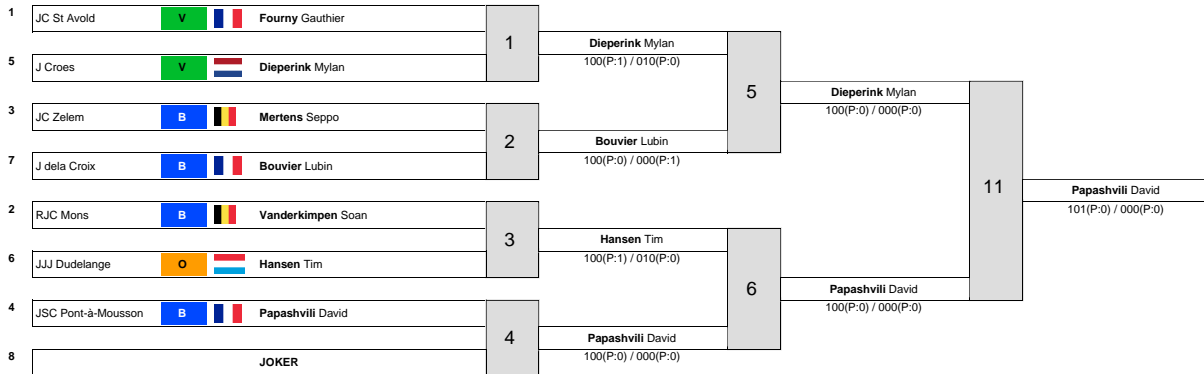 1 JC St Avold V Fourny Gauthier
5 J Croes V Dieperink Mylan
3 JC Zelem B Mertens Seppo
7 J dela Croix B Bouvier Lubin
2 RJC Mons B Vanderkimpen Soan
6 JJJ Dudelange O Hansen Tim
4 JSC Pont-à-Mousson B Papashvili David
8 JOKER
1
2
3
4
Dieperink Mylan
100(P:1) / 010(P:0)
Bouvier Lubin
100(P:0) / 000(P:1)
Hansen Tim
100(P:1) / 010(P:0)
Papashvili David
100(P:0) / 000(P:0)
5
6
Dieperink Mylan
100(P:0) / 000(P:0)
Papashvili David
100(P:0) / 000(P:0)
11
Papashvili David
101(P:0) / 000(P:0)